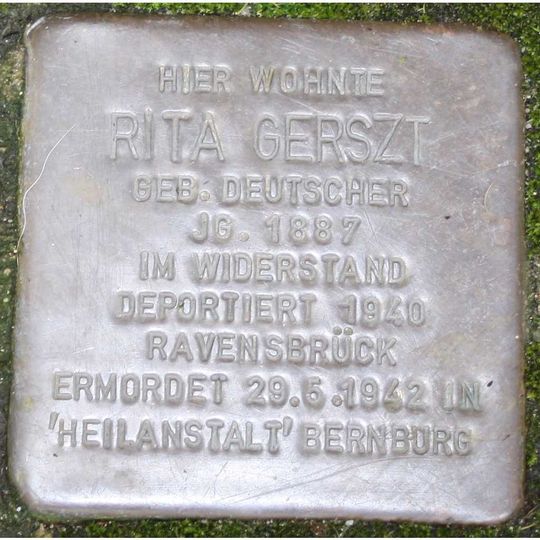 HIER WOHNTE
RITA GERSZT
GEB. DEUTSCHER
JG. 1887
IM WIDERSTAND
DEPORTIERT 1940
RAVENSBRÜCK
ERMORDET 29.5.1942 IN
'HEILANSTALT' BERNBURG